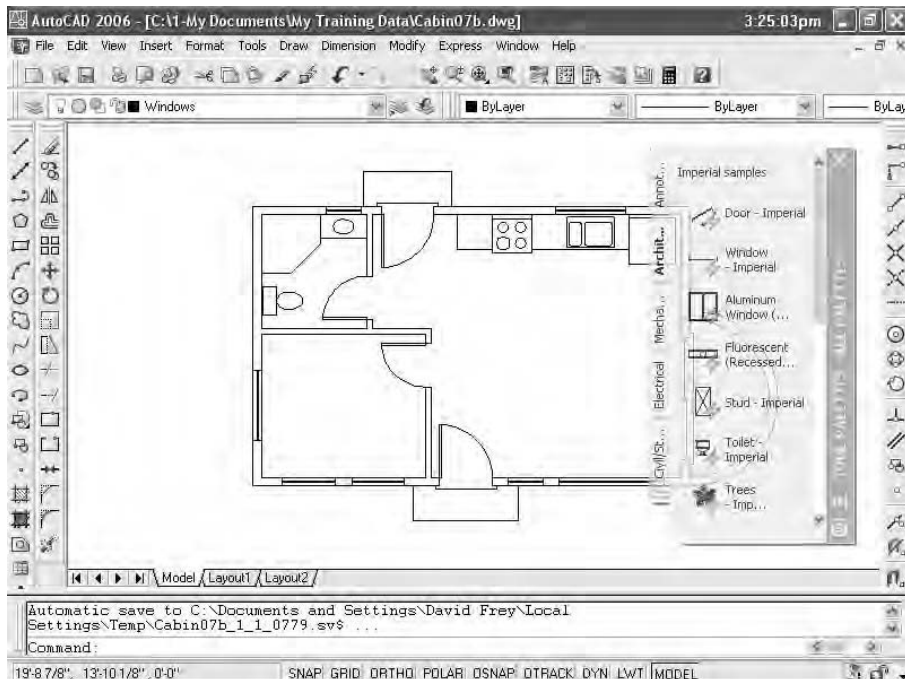 AutoCAD 2006 - [C:\1-My Documents\My Training Data\Cabin07b.dwg] 3:25:03pm
File Edit View Insert Format Tools Draw Dimension Modify Express Window Help
Windows ByLayer ByLayer ByLay
Imperial samples
Annot...
Archit...
Mecha...
Electrical
Civil/St...
Door - Imperial
Window
- Imperial
Aluminum
Window (...
Fluorescent
(Recessed...
Stud - Imperial
Toilet -
Imperial
Trees
- Imp...
Model Layout1 Layout2
Automatic save to C:\Documents and Settings\David Frey\Local
Settings\Temp\Cabin07b_1_1_0779.sv$ ...
Command:
19'-8 7/8", 13'-10 1/8", 0'-0" SNAP GRID ORTHO POLAR OSNAP OTRACK DYN LWT MODEL